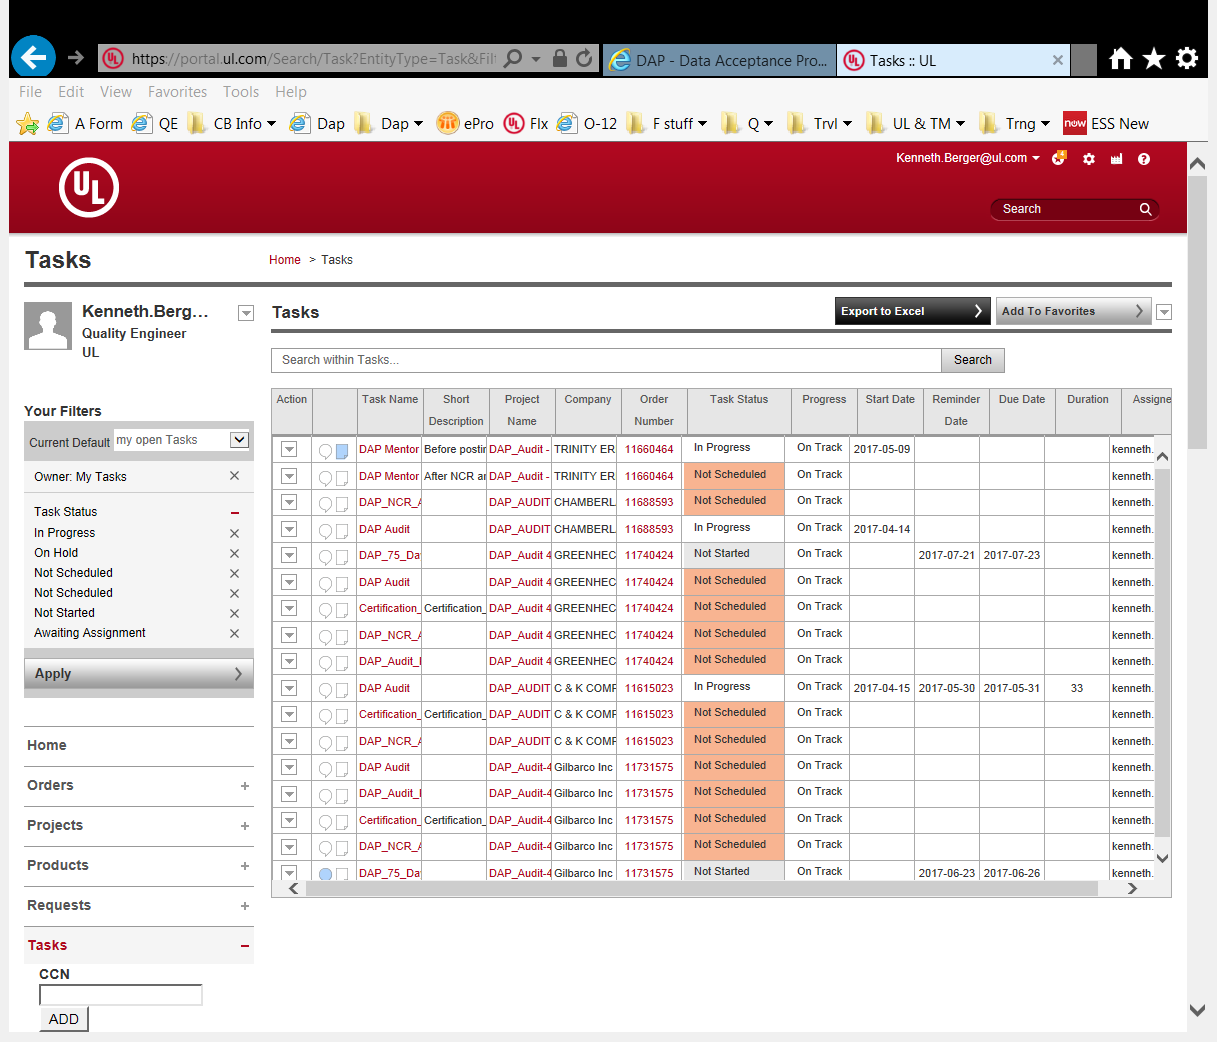 https://portal.ul.com/Search/Task?EntityType=Task&Filt
DAP - Data Acceptance Pro...
Tasks :: UL
File Edit View Favorites Tools Help
A Form QE CB Info Dap Dap ePro Flx O-12 F stuff Q Trvl UL & TM Trng now ESS New
Kenneth.Berger@ul.com
UL
Search
Tasks
Home > Tasks
Kenneth.Berg...
Quality Engineer
UL
Tasks
Export to Excel
Add To Favorites
Search within Tasks...
Search
Your Filters
Current Default my open Tasks
Owner: My Tasks
Task Status
In Progress
On Hold
Not Scheduled
Not Scheduled
Not Started
Awaiting Assignment
Apply
Home
Orders
Projects
Products
Requests
Tasks
CCN
ADD
Action Task Name Short Description Project Name Company Order Number Task Status Progress Start Date Reminder Date Due Date Duration Assigne
DAP Mentor Before postin DAP_Audit - TRINITY ER 11660464 In Progress On Track 2017-05-09 kenneth.
DAP Mentor After NCR an DAP_Audit - TRINITY ER 11660464 Not Scheduled On Track kenneth.
DAP_NCR_A DAP_AUDIT CHAMBERL 11688593 Not Scheduled On Track kenneth.
DAP Audit DAP_AUDIT CHAMBERL 11688593 In Progress On Track 2017-04-14 kenneth.
DAP_75_Da DAP_Audit 4 GREENHEC 11740424 Not Started On Track 2017-07-21 2017-07-23 kenneth.
DAP Audit DAP_Audit 4 GREENHEC 11740424 Not Scheduled On Track kenneth.
Certification_ Certification_ DAP_Audit 4 GREENHEC 11740424 Not Scheduled On Track kenneth.
DAP_NCR_A DAP_Audit 4 GREENHEC 11740424 Not Scheduled On Track kenneth.
DAP_Audit_ DAP_Audit 4 GREENHEC 11740424 Not Scheduled On Track kenneth.
DAP Audit DAP_AUDIT C & K COMP 11615023 In Progress On Track 2017-04-15 2017-05-30 2017-05-31 33 kenneth.
Certification_ Certification_ DAP_AUDIT C & K COMP 11615023 Not Scheduled On Track kenneth.
DAP_NCR_A DAP_AUDIT C & K COMP 11615023 Not Scheduled On Track kenneth.
DAP Audit DAP_Audit-4 Gilbarco Inc 11731575 Not Scheduled On Track kenneth.
DAP_Audit_ DAP_Audit-4 Gilbarco Inc 11731575 Not Scheduled On Track kenneth.
Certification_ Certification_ DAP_Audit-4 Gilbarco Inc 11731575 Not Scheduled On Track kenneth.
DAP_NCR_A DAP_Audit-4 Gilbarco Inc 11731575 Not Scheduled On Track kenneth.
DAP_75_Da DAP_Audit-4 Gilbarco Inc 11731575 Not Started On Track 2017-06-23 2017-06-26 kenneth.